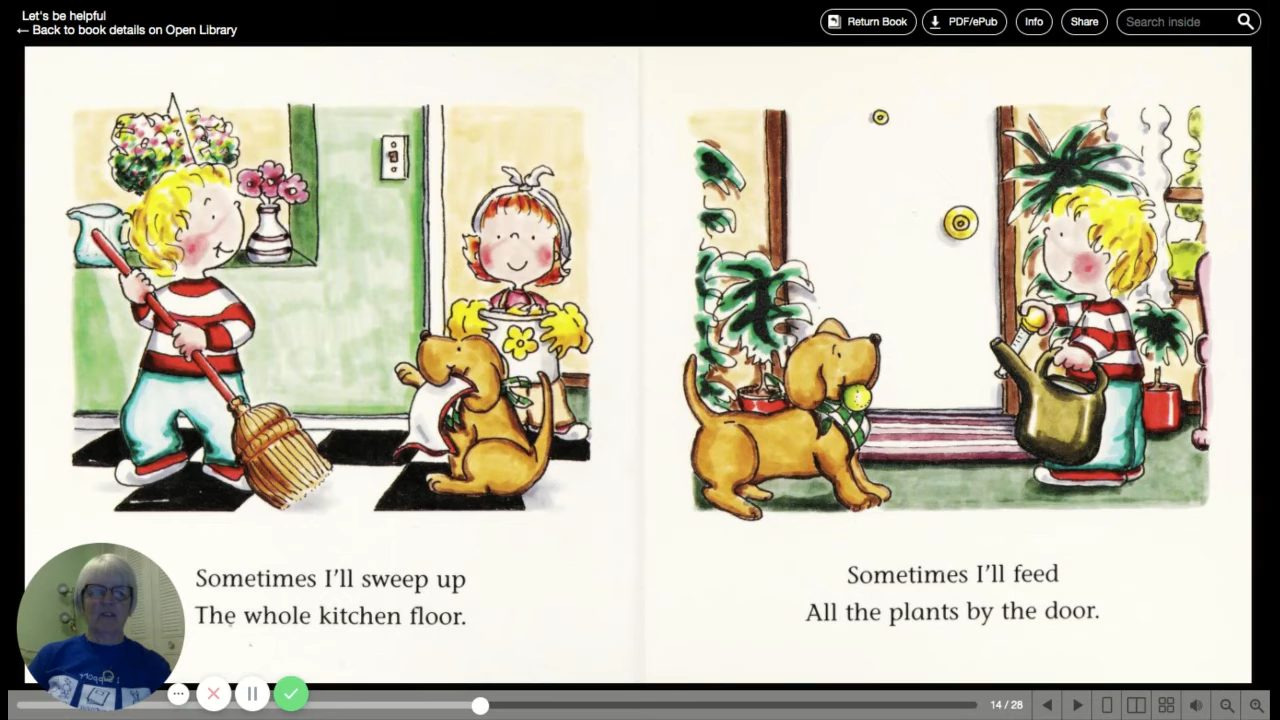 Let's be helpful
← Back to book details on Open Library
Return Book
PDF/ePub
Info
Share
Search inside
Sometimes I'll sweep up
The whole kitchen floor.
Sometimes I'll feed
All the plants by the door.
14 / 28